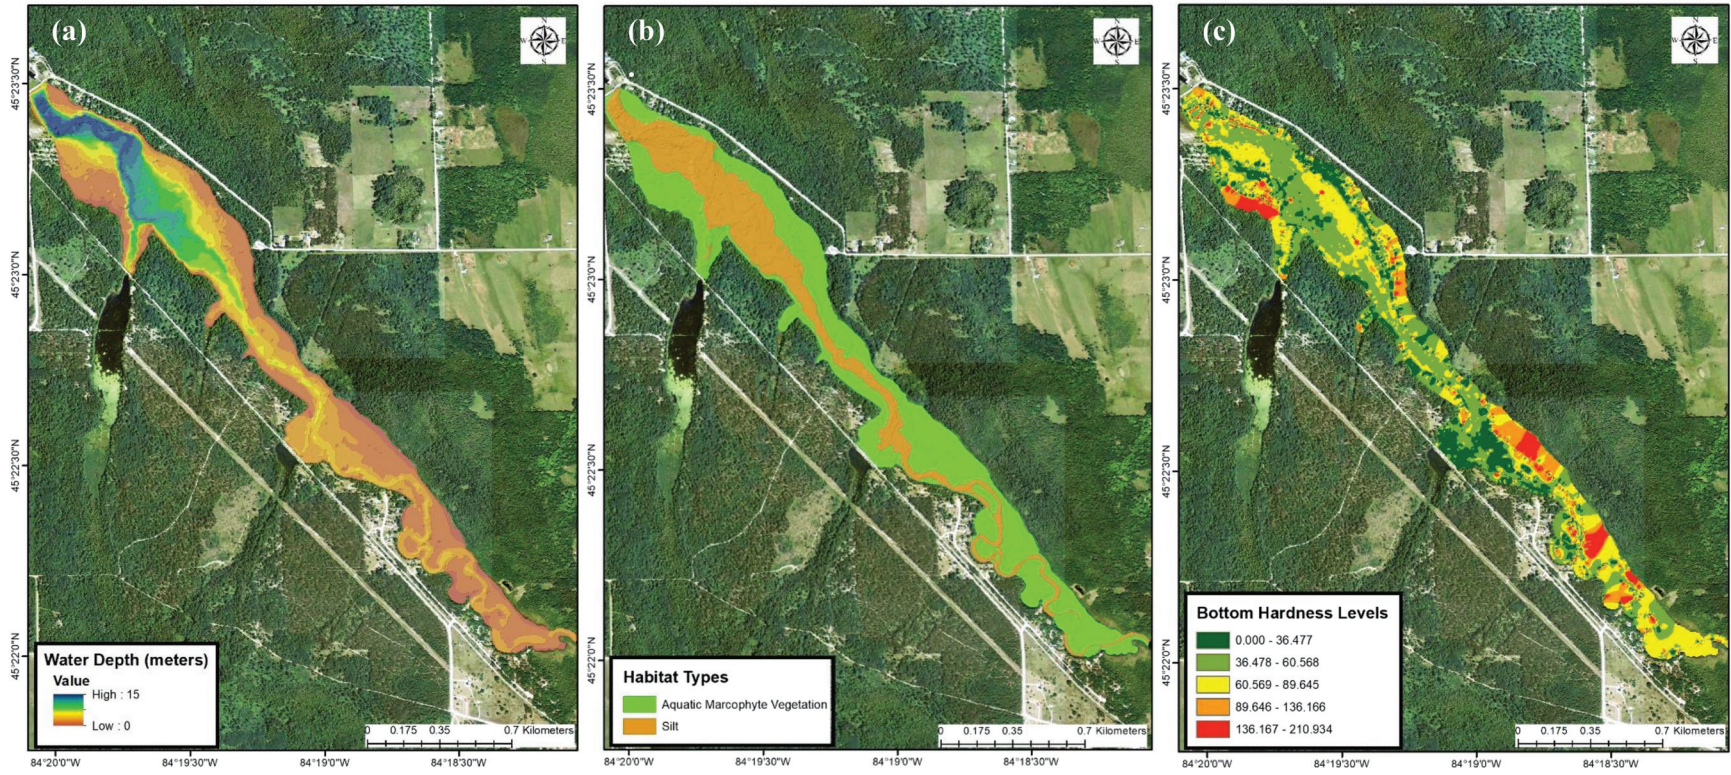 (a)
N
W E
S
45°23'30"N
45°23'0"N
45°22'30"N
45°22'0"N
Water Depth (meters)
Value
High : 15
Low : 0
0 0.175 0.35 0.7 Kilometers
84°20'0"W 84°19'30"W 84°19'0"W 84°18'30"W
(b)
N
W E
S
45°23'30"N
45°23'0"N
45°22'30"N
45°22'0"N
Habitat Types
Aquatic Marcophyte Vegetation
Silt
0 0.175 0.35 0.7 Kilometers
84°20'0"W 84°19'30"W 84°19'0"W 84°18'30"W
(c)
N
W E
S
45°23'30"N
45°23'0"N
45°22'30"N
45°22'0"N
Bottom Hardness Levels
0.000 - 36.477
36.478 - 60.568
60.569 - 89.645
89.646 - 136.166
136.167 - 210.934
0 0.175 0.35 0.7 Kilometers
84°20'0"W 84°19'30"W 84°19'0"W 84°18'30"W